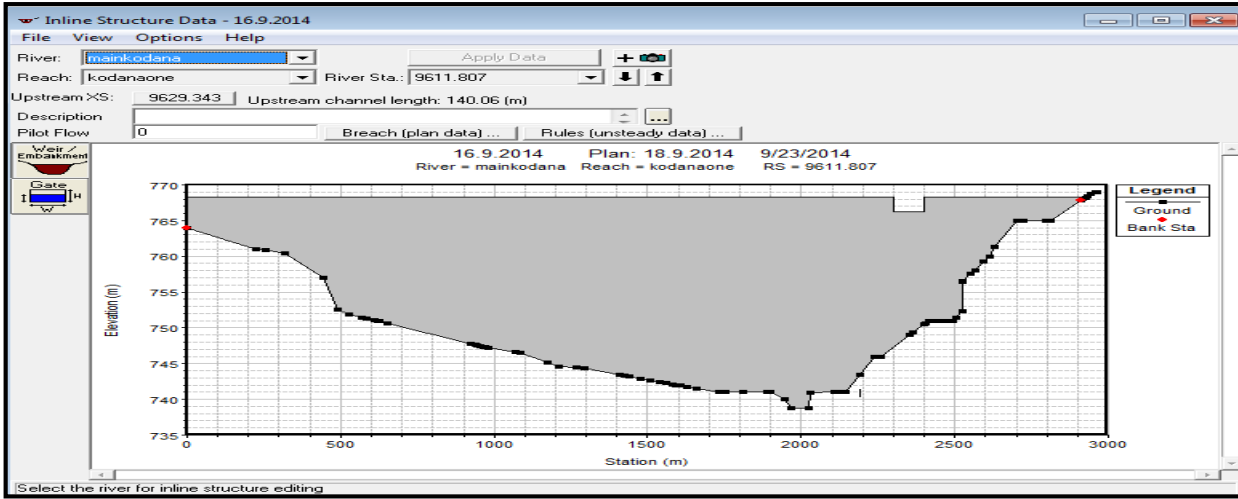 Inline Structure Data - 16.9.2014
File View Options Help
River: mainkodana Apply Data
Reach: kodanaone River Sta.: 9611.807
Upstream XS: 9629.343 Upstream channel length: 140.06 (m)
Description ...
Pilot Flow 0 Breach (plan data) ... Rules (unsteady data) ...
Weir / Embankment
Gate
I H
W
16.9.2014 Plan: 18.9.2014 9/23/2014
River = mainkodana Reach = kodanaone RS = 9611.807
770
765
760
755
750
745
740
735
Elevation (m)
0 500 1000 1500 2000 2500 3000
Station (m)
Legend
Ground
Bank Sta
Select the river for inline structure editing